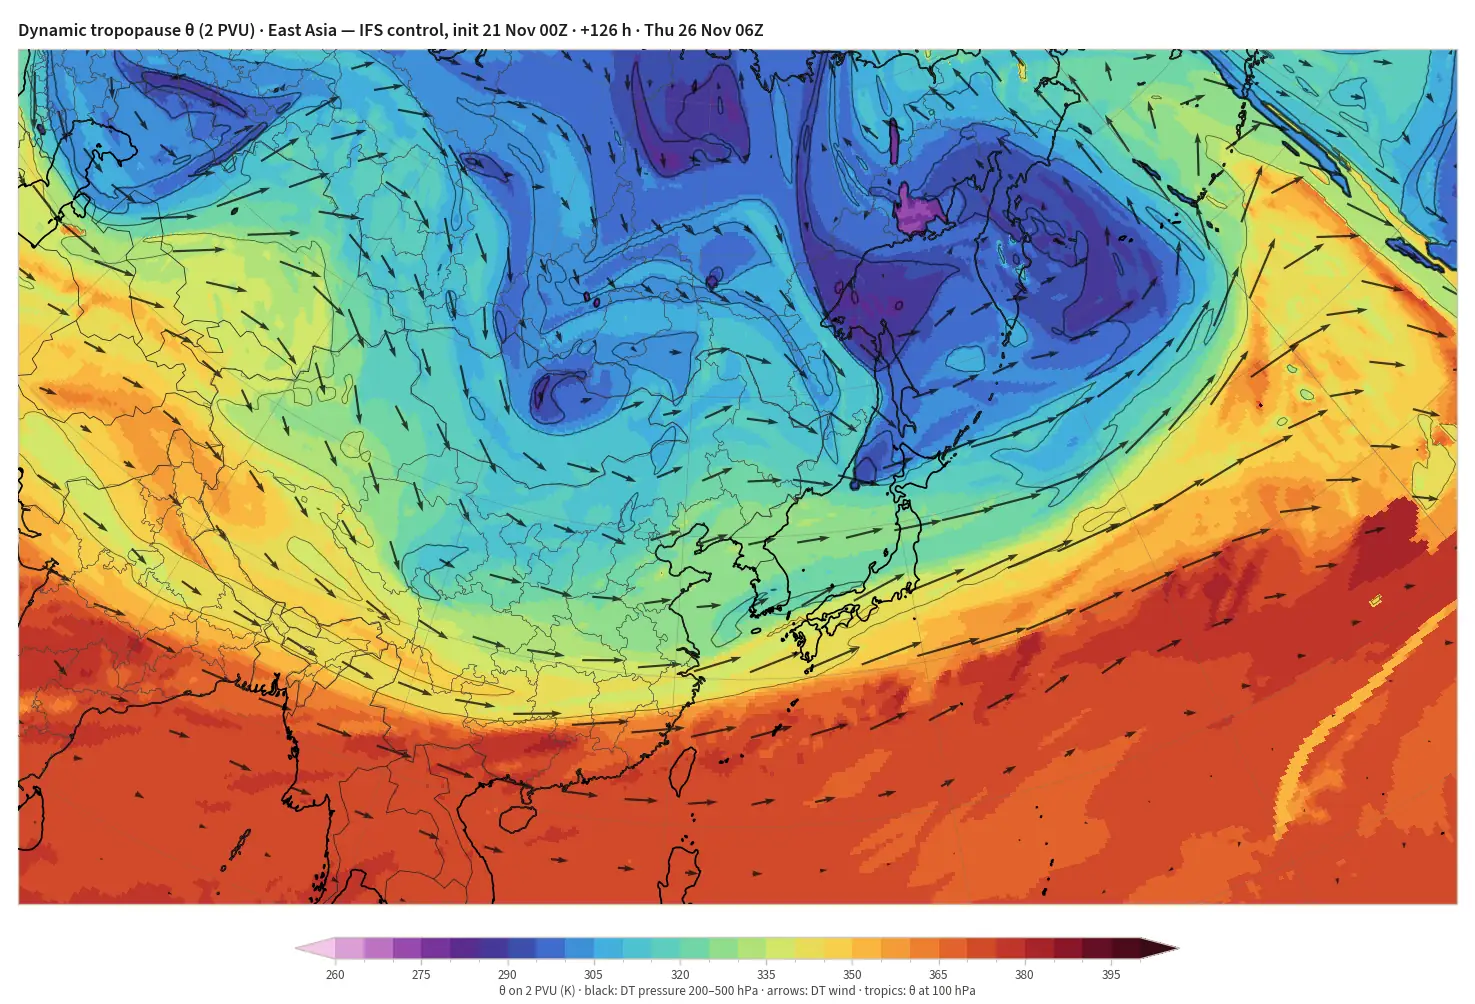 Dynamic tropopause θ (2 PVU) · East Asia — IFS control, init 21 Nov 00Z · +126 h · Thu 26 Nov 06Z
260 275 290 305 320 335 350 365 380 395
θ on 2 PVU (K) · black: DT pressure 200–500 hPa · arrows: DT wind · tropics: θ at 100 hPa